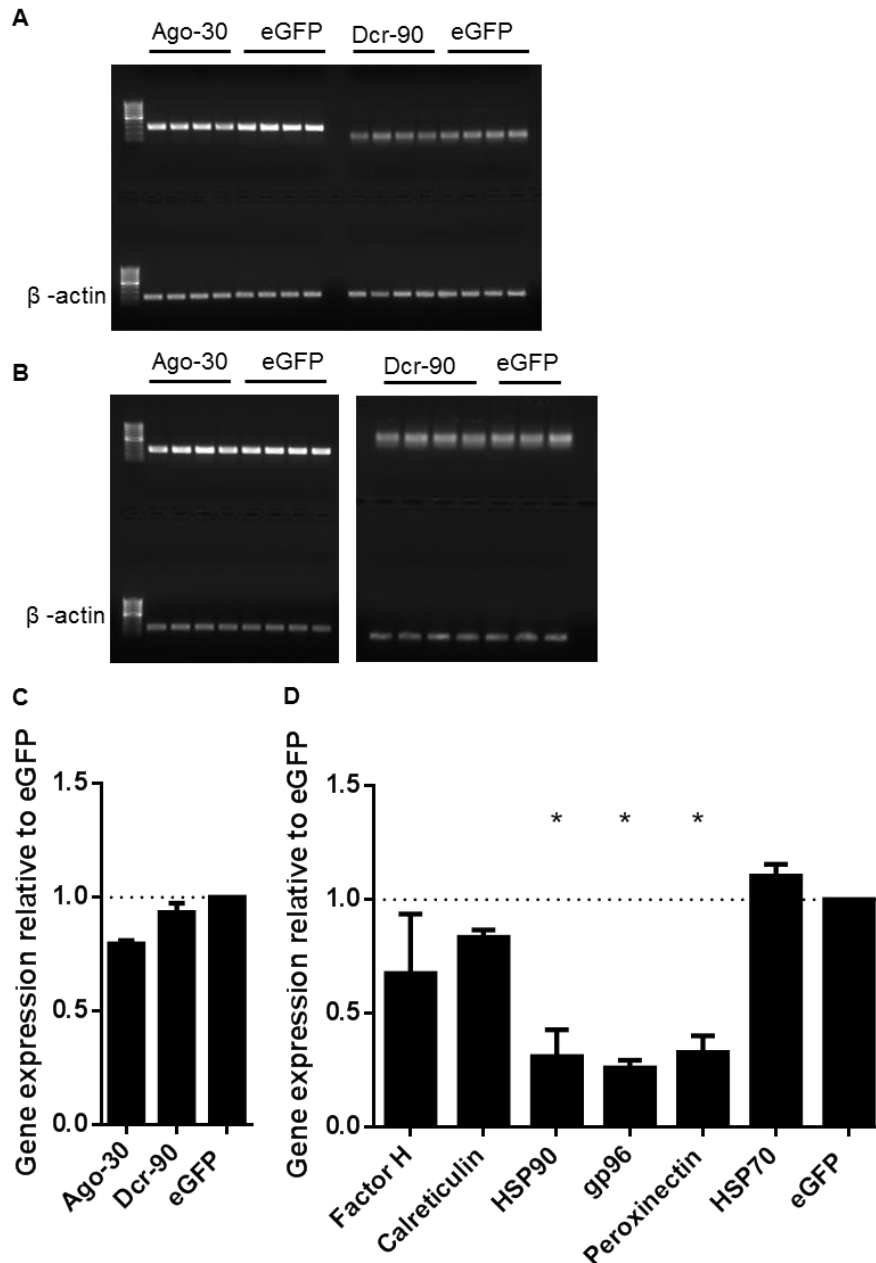 A
Ago-30 eGFP Dcr-90 eGFP
β -actin
B
Ago-30 eGFP Dcr-90 eGFP
β -actin
C
Gene expression relative to eGFP
1.5
1.0
0.5
0.0
Ago-30
Dcr-90
eGFP
D
Gene expression relative to eGFP
1.5
* * *
1.0
0.5
0.0
Factor H
Calreticulin
HSP90
gp96
Peroxinectin
HSP70
eGFP